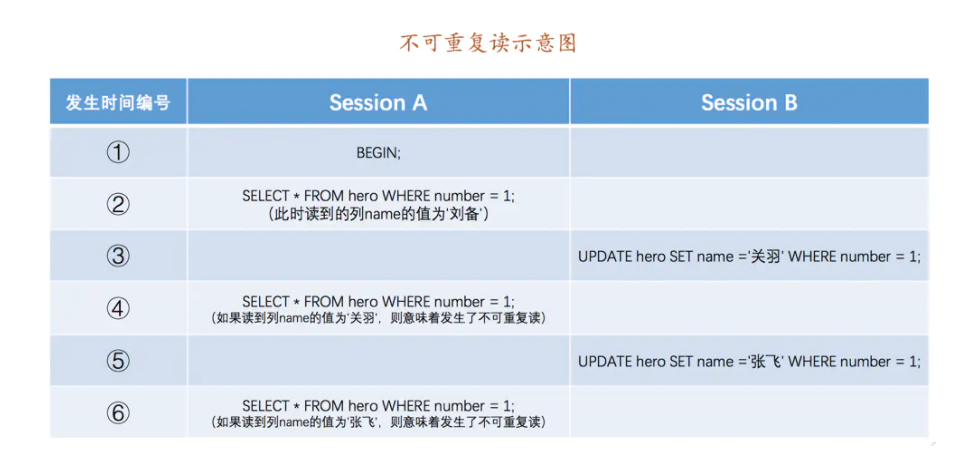 不可重复读示意图
发生时间编号 Session A Session B
① BEGIN;
② SELECT * FROM hero WHERE number = 1;
（此时读到的列name的值为'刘备'）
③ UPDATE hero SET name ='关羽' WHERE number = 1;
④ SELECT * FROM hero WHERE number = 1;
（如果读到列name的值为'关羽'，则意味着发生了不可重复读）
⑤ UPDATE hero SET name ='张飞' WHERE number = 1;
⑥ SELECT * FROM hero WHERE number = 1;
（如果读到列name的值为'张飞'，则意味着发生了不可重复读）